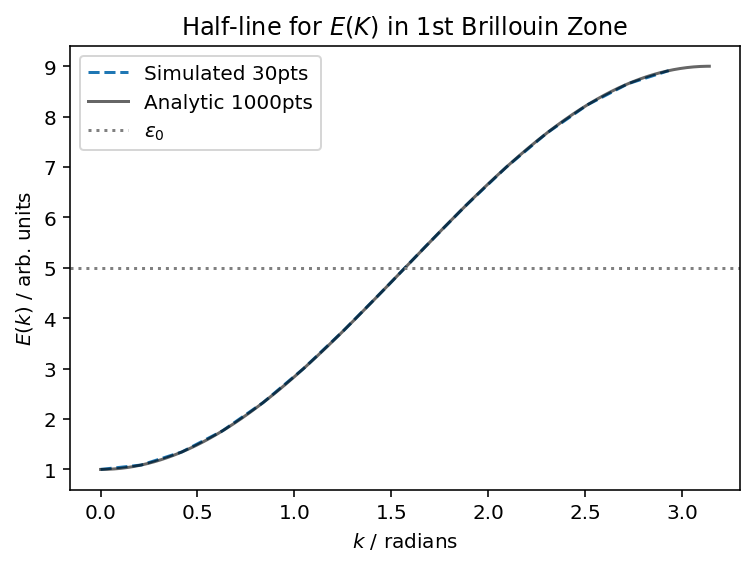 Half-line for E(K) in 1st Brillouin Zone
Simulated 30pts
Analytic 1000pts
ε₀
E(k) / arb. units
9
8
7
6
5
4
3
2
1
0.0 0.5 1.0 1.5 2.0 2.5 3.0
k / radians